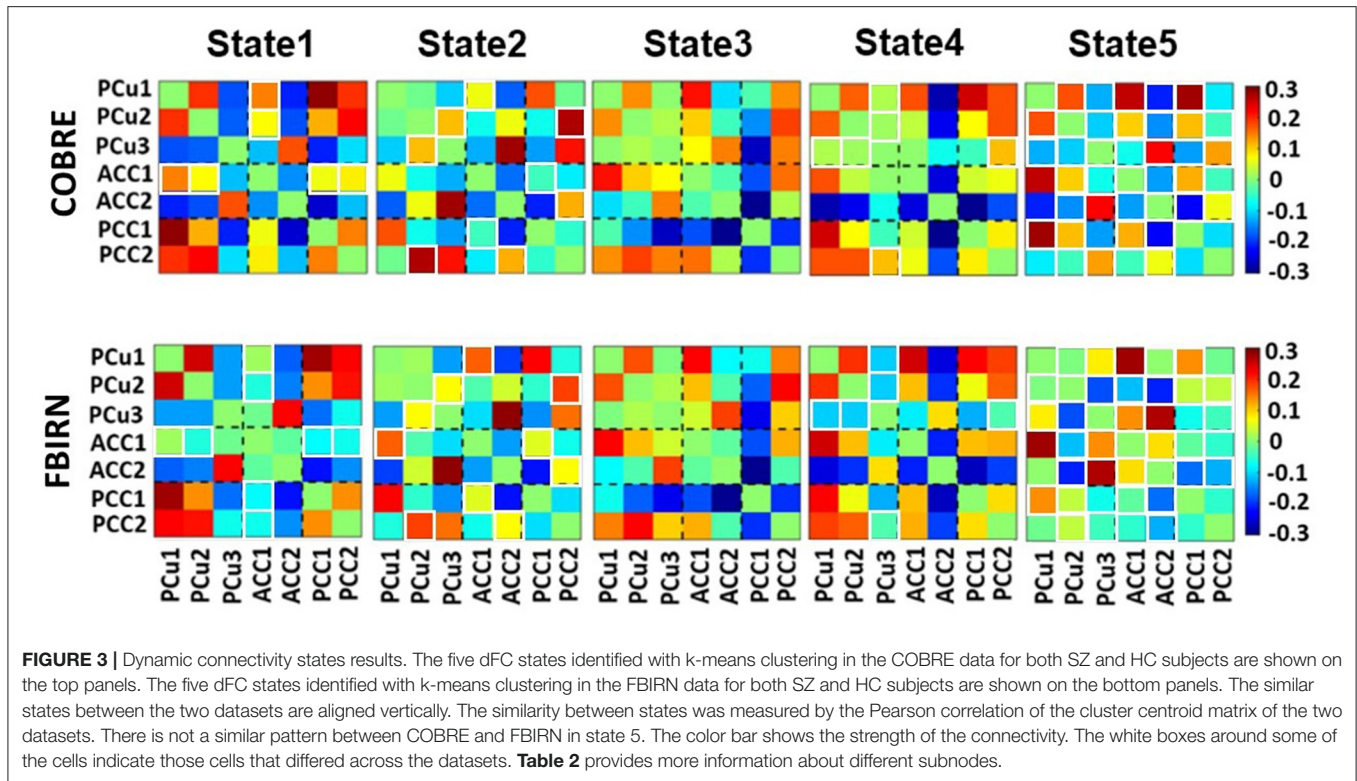 State1 State2 State3 State4 State5
COBRE
PCu1
PCu2
PCu3
ACC1
ACC2
PCC1
PCC2
0.3
0.2
0.1
0
-0.1
-0.2
-0.3
FBIRN
PCu1
PCu2
PCu3
ACC1
ACC2
PCC1
PCC2
0.3
0.2
0.1
0
-0.1
-0.2
-0.3
PCu1 PCu2 PCu3 ACC1 ACC2 PCC1 PCC2 PCu1 PCu2 PCu3 ACC1 ACC2 PCC1 PCC2 PCu1 PCu2 PCu3 ACC1 ACC2 PCC1 PCC2 PCu1 PCu2 PCu3 ACC1 ACC2 PCC1 PCC2 PCu1 PCu2 PCu3 ACC1 ACC2 PCC1 PCC2
FIGURE 3 | Dynamic connectivity states results. The five dFC states identified with k-means clustering in the COBRE data for both SZ and HC subjects are shown on
the top panels. The five dFC states identified with k-means clustering in the FBIRN data for both SZ and HC subjects are shown on the bottom panels. The similar
states between the two datasets are aligned vertically. The similarity between states was measured by the Pearson correlation of the cluster centroid matrix of the two
datasets. There is not a similar pattern between COBRE and FBIRN in state 5. The color bar shows the strength of the connectivity. The white boxes around some of
the cells indicate those cells that differed across the datasets. Table 2 provides more information about different subnodes.